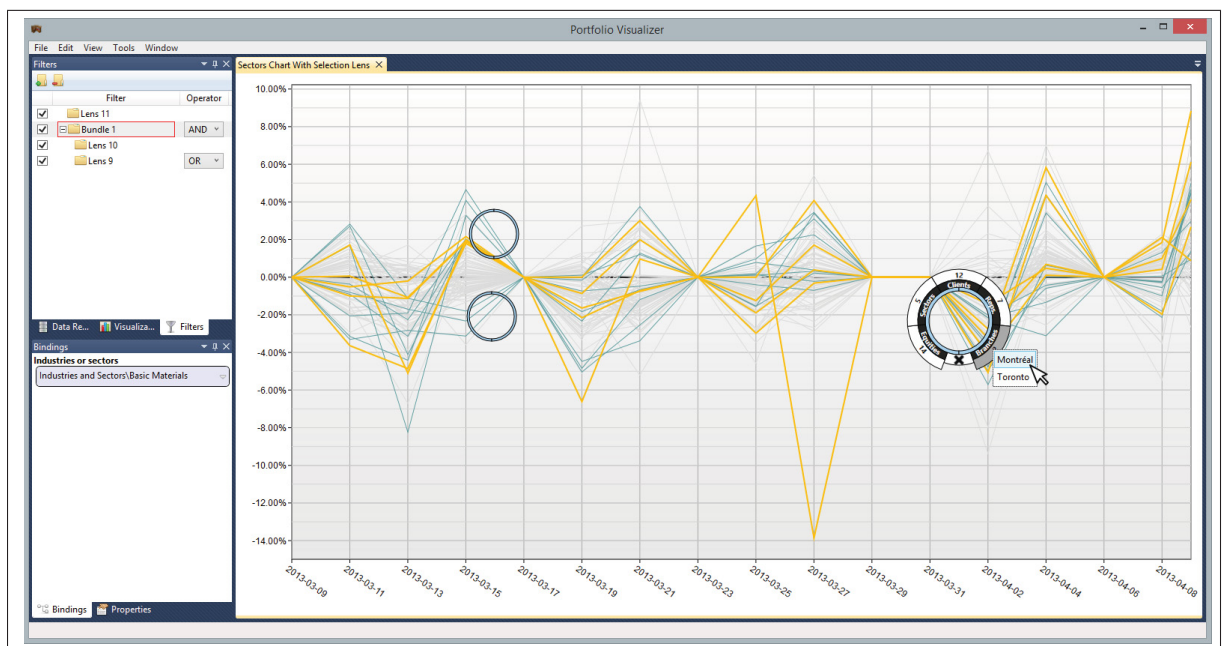 Portfolio Visualizer
File Edit View Tools Window
Filters
Filter Operator
Lens 11
Bundle 1 AND
Lens 10
Lens 9 OR
Data Re... Visualiza... Filters
Bindings
Industries or sectors
Industries and Sectors\Basic Materials
Bindings Properties
Sectors Chart With Selection Lens
10.00%
8.00%
6.00%
4.00%
2.00%
0.00%
-2.00%
-4.00%
-6.00%
-8.00%
-10.00%
-12.00%
-14.00%
2013-03-09
2013-03-11
2013-03-13
2013-03-15
2013-03-17
2013-03-19
2013-03-21
2013-03-23
2013-03-25
2013-03-27
2013-03-29
2013-03-31
2013-04-02
2013-04-04
2013-04-06
2013-04-08
12
Clients
5
Sectors
7
14
Equities
Branches
Montréal
Toronto